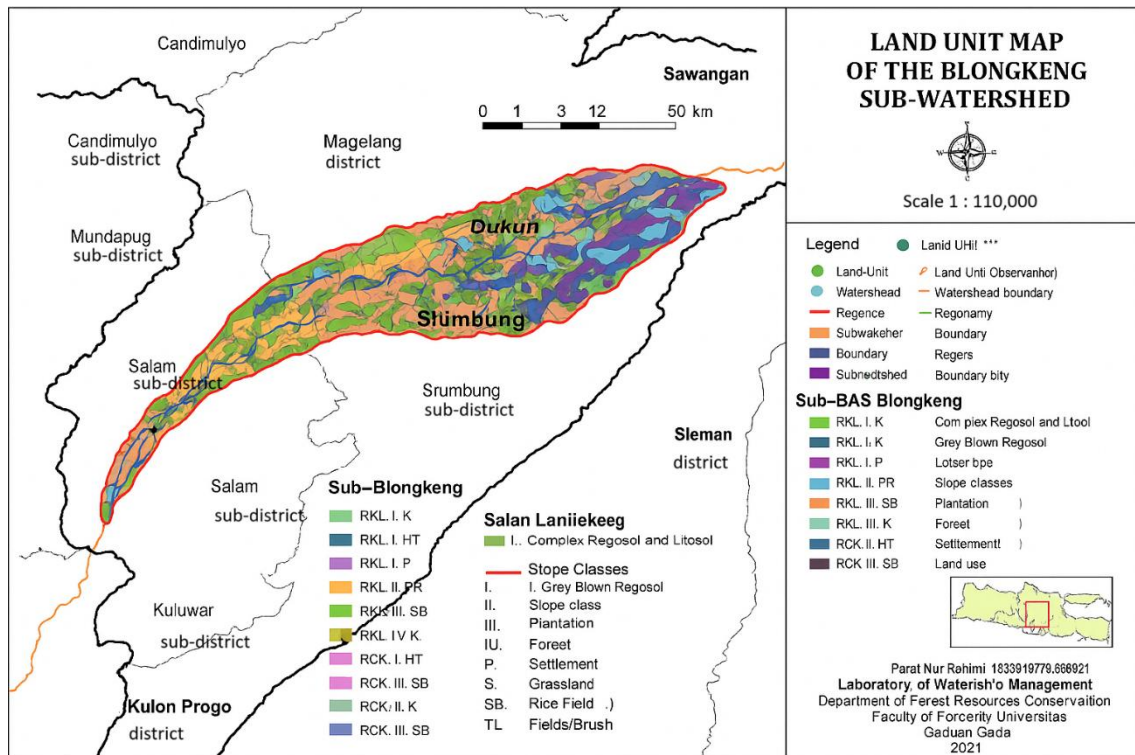 Candimulyo
Sawangan
0 1 3 12 50 km
Candimulyo
sub-district
Magelang
district
Mundapug
sub-district
Dukun
Slumbung
Salam
sub-district
Srumbung
sub-district
Sleman
district
Salam
sub-district
Kuluwar
sub-district
Kulon Progo
district
Sub-Blongkeng
RKL. I. K
RKL. I. HT
RKL. I. P
RKL. II. PR
RKK. III. SB
RKL. IV K.
RCK. I. HT
RCK. III. SB
RCK. II. K
RCK. III. SB
Salan Laniiekeeg
I.. Complex Regosol and Litosol
Stope Classes
I. I. Grey Blown Regosol
II. Slope class
III. Plantation
IU. Foreet
P. Settlement
S. Grassland
SB. Rice Field .)
TL Fields/Brush
LAND UNIT MAP
OF THE BLONGKENG
SUB-WATERSHED
Scale 1 : 110,000
Legend
Lanid UHi! ***
Land-Unit
Land Unti Observanhor)
Watershead
Watershead boundary
Regence
Regonamy
Subwakeher
Boundary
Boundary
Regers
Subnedtshed
Boundary bity
Sub-BAS Blongkeng
RKL. I. K Com plex Regosol and Ltool
RKL. I. K Grey Blown Regosol
RKL. I. P Lotser bpe
RKL. II. PR Slope classes
RKL. III. SB Plantation )
RKL. III. K Foreet )
RCK. II. HT Settlement! )
RCK III. SB Land use
Parat Nur Rahimi 1833919779.666921
Laboratory, of Waterish'o Management
Department of Ferest Resources Conservaition
Faculty of Forcerity Universitas
Gaduan Gada
2021